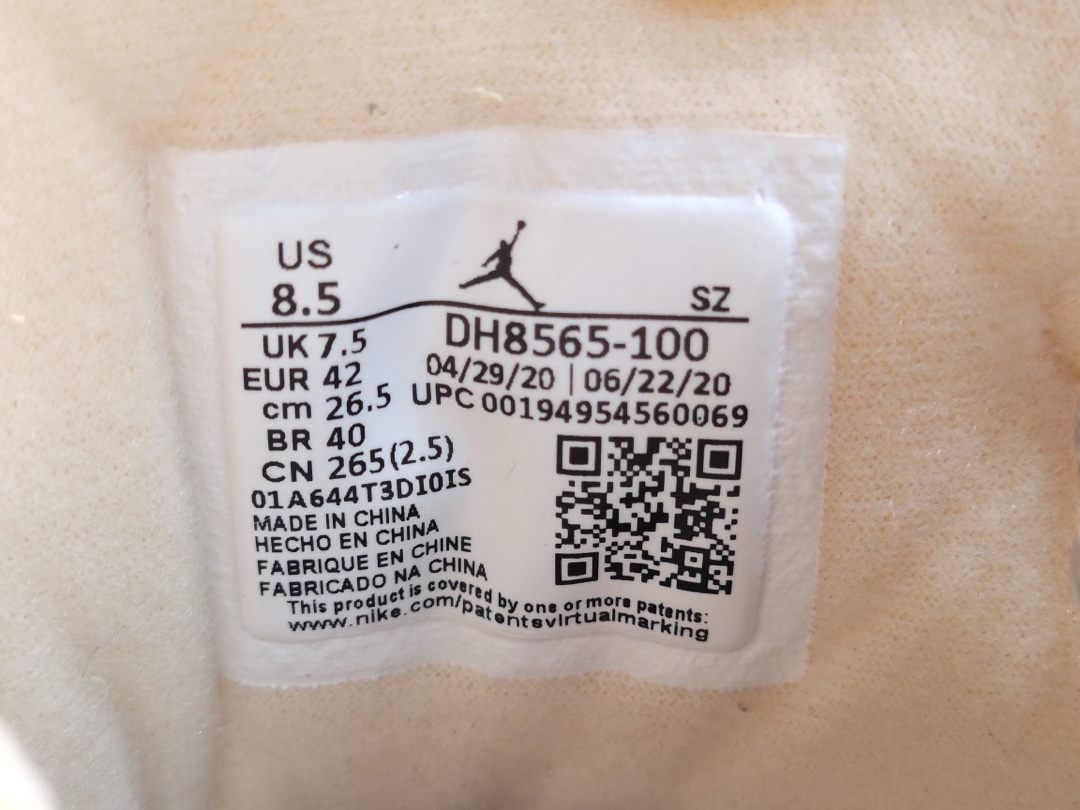 US
8.5
SZ
UK 7.5
EUR 42
cm 26.5
BR 40
CN 265(2.5)
DH8565-100
04/29/20 | 06/22/20
UPC 00194954560069
01A644T3DI0IS
MADE IN CHINA
HECHO EN CHINA
FABRIQUE EN CHINE
FABRICADO NA CHINA
This product is covered by one or more patents:
www.nike.com/patentsvirtualmarking